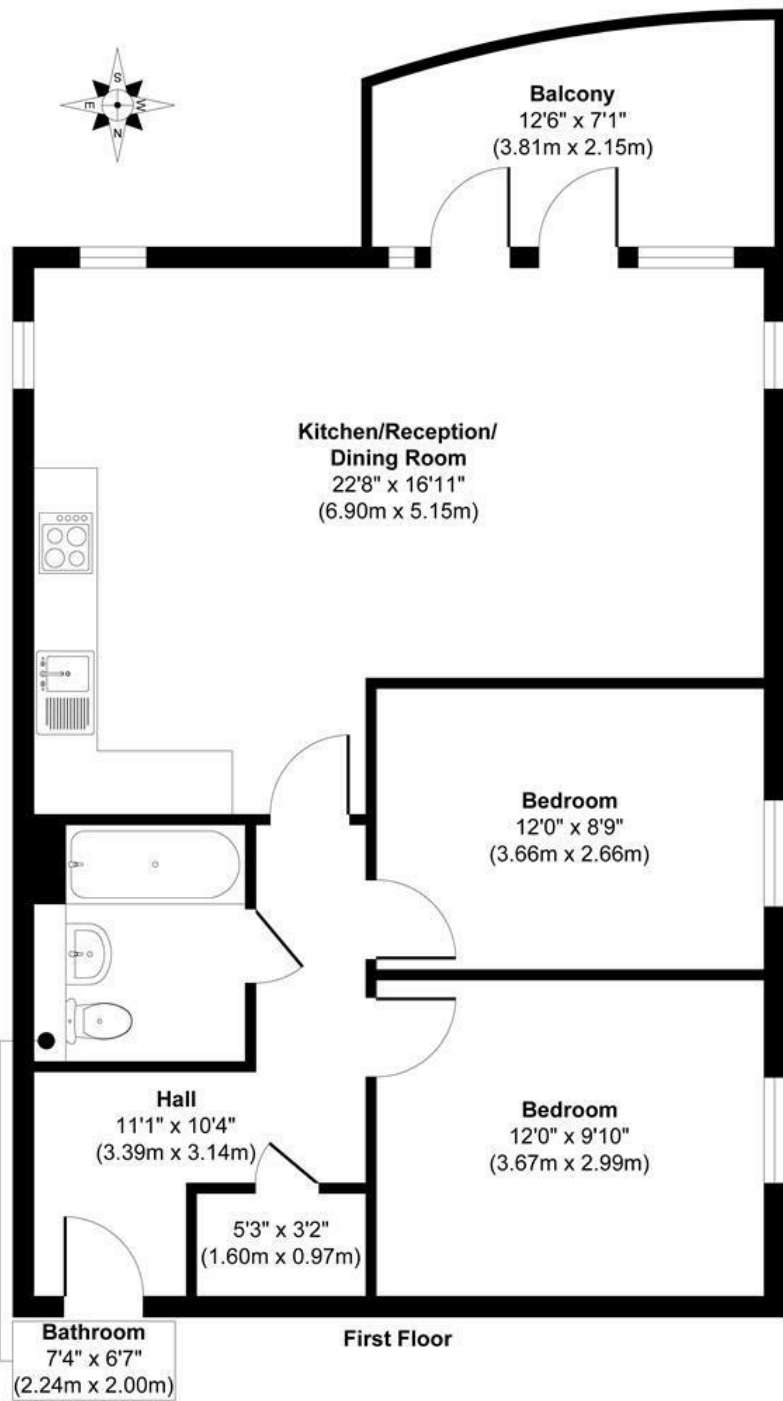 S
E W
N
Balcony
12'6" x 7'1"
(3.81m x 2.15m)
Kitchen/Reception/
Dining Room
22'8" x 16'11"
(6.90m x 5.15m)
Bedroom
12'0" x 8'9"
(3.66m x 2.66m)
Hall
11'1" x 10'4"
(3.39m x 3.14m)
Bedroom
12'0" x 9'10"
(3.67m x 2.99m)
5'3" x 3'2"
(1.60m x 0.97m)
Bathroom
7'4" x 6'7"
(2.24m x 2.00m)
First Floor